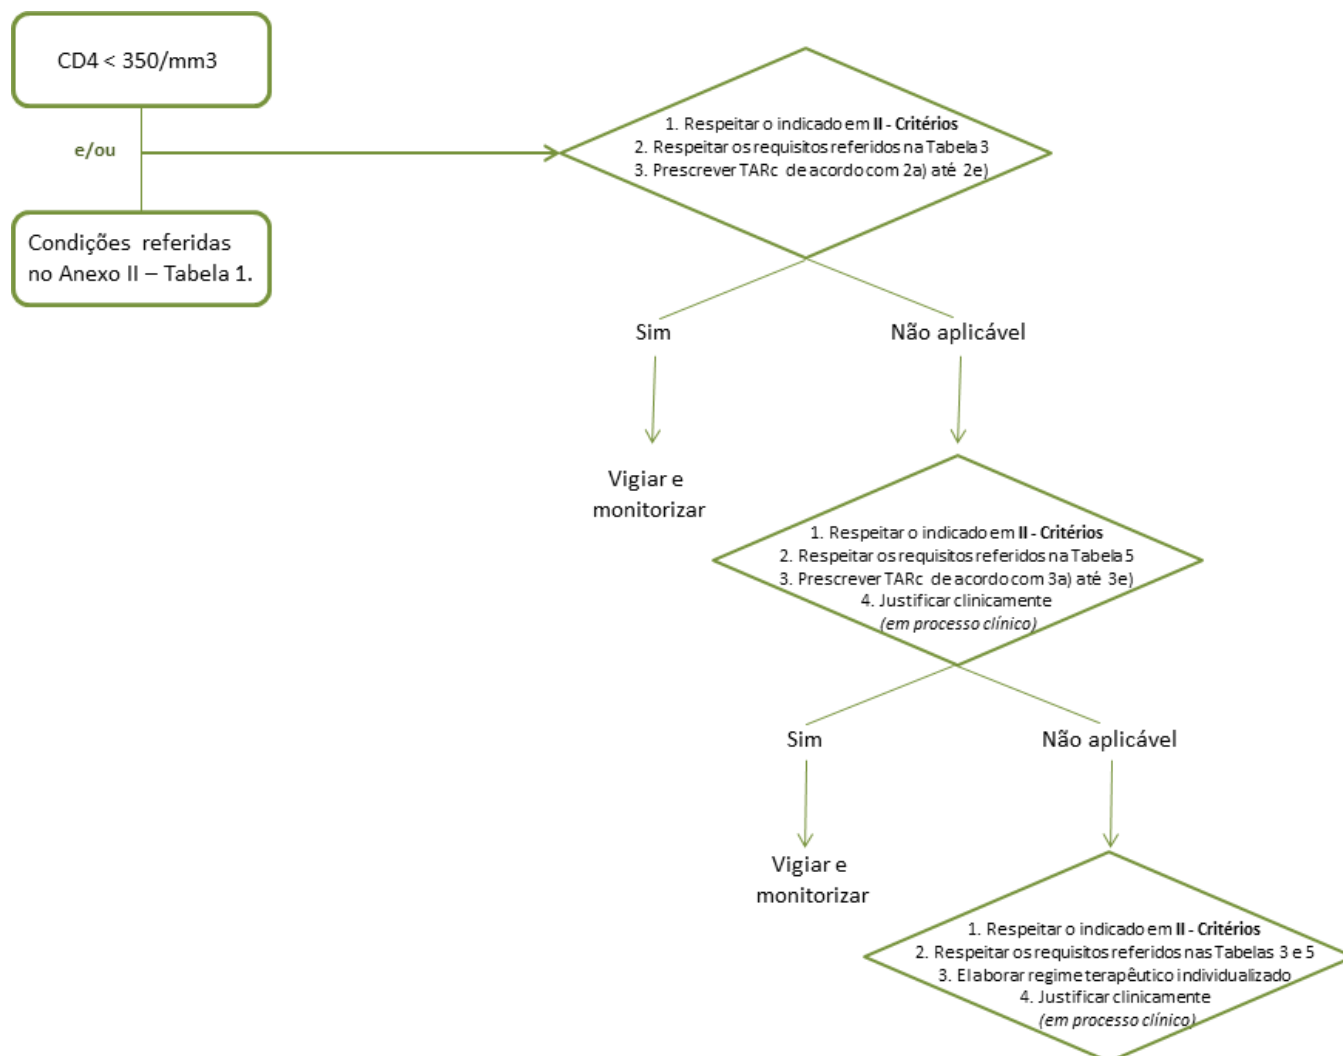 CD4 < 350/mm3
e/ou
Condições referidas
no Anexo II – Tabela 1.
1. Respeitar o indicado em II - Critérios
2. Respeitar os requisitos referidos na Tabela 3
3. Prescrever TARc de acordo com 2a) até 2e)
Sim
Não aplicável
Vigiar e
monitorizar
1. Respeitar o indicado em II - Critérios
2. Respeitar os requisitos referidos na Tabela 5
3. Prescrever TARc de acordo com 3a) até 3e)
4. Justificar clinicamente
(em processo clínico)
Sim
Não aplicável
Vigiar e
monitorizar
1. Respeitar o indicado em II - Critérios
2. Respeitar os requisitos referidos nas Tabelas 3 e 5
3. Elaborar regime terapêutico individualizado
4. Justificar clinicamente
(em processo clínico)